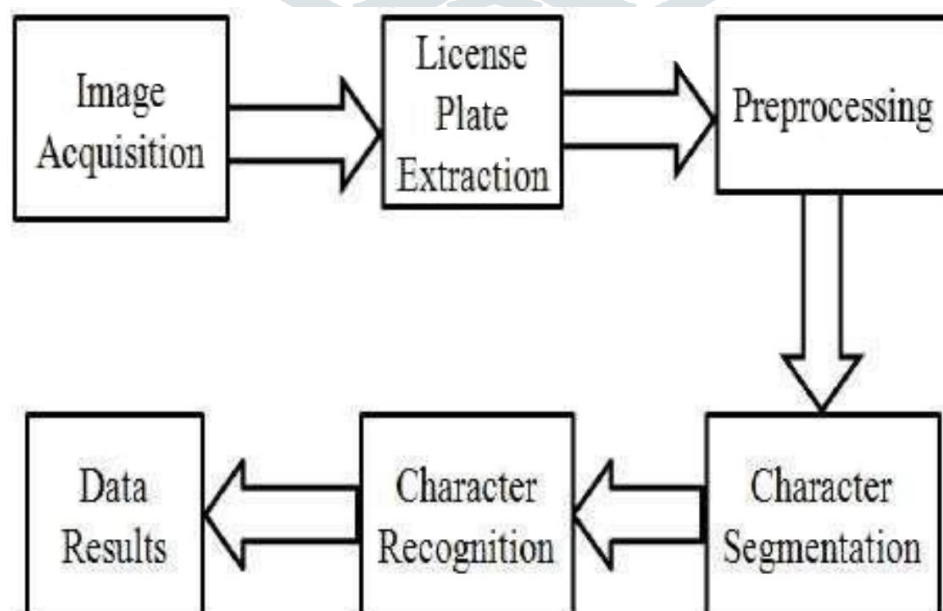 Image
Acquisition
License
Plate
Extraction
Preprocessing
Character
Segmentation
Character
Recognition
Data
Results